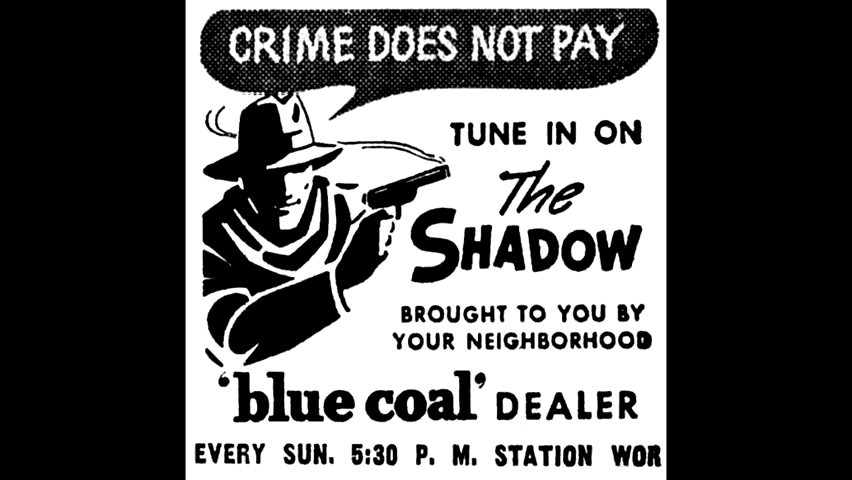 CRIME DOES NOT PAY
TUNE IN ON
The
SHADOW
BROUGHT TO YOU BY
YOUR NEIGHBORHOOD
'blue coal' DEALER
EVERY SUN. 5:30 P. M. STATION WOR